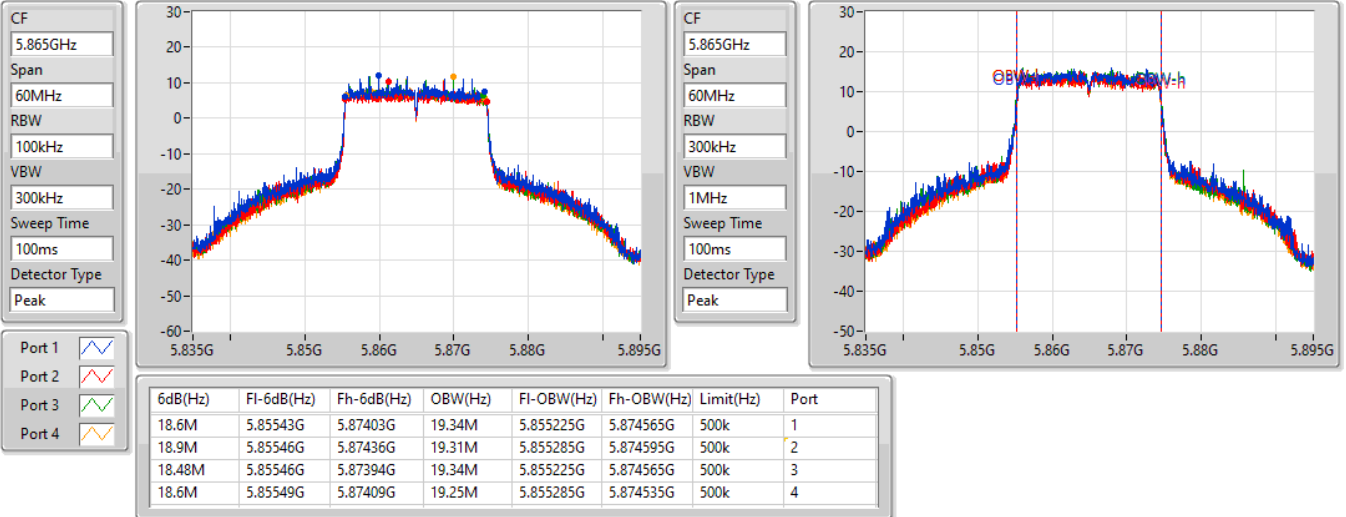 CF
5.865GHz
Span
60MHz
RBW
100kHz
VBW
300kHz
Sweep Time
100ms
Detector Type
Peak
30
20
10
0
-10
-20
-30
-40
-50
-60
5.835G 5.85G 5.86G 5.87G 5.88G 5.895G
CF
5.865GHz
Span
60MHz
RBW
300kHz
VBW
1MHz
Sweep Time
100ms
Detector Type
Peak
30
20
10
0
-10
-20
-30
-40
-50
5.835G 5.85G 5.86G 5.87G 5.88G 5.895G
Port 1
Port 2
Port 3
Port 4
6dB(Hz) Fl-6dB(Hz) Fh-6dB(Hz) OBW(Hz) Fl-OBW(Hz) Fh-OBW(Hz) Limit(Hz) Port
18.6M 5.85543G 5.87403G 19.34M 5.855225G 5.874565G 500k 1
18.9M 5.85546G 5.87436G 19.31M 5.855285G 5.874595G 500k 2
18.48M 5.85546G 5.87394G 19.34M 5.855225G 5.874565G 500k 3
18.6M 5.85549G 5.87409G 19.25M 5.855285G 5.874535G 500k 4